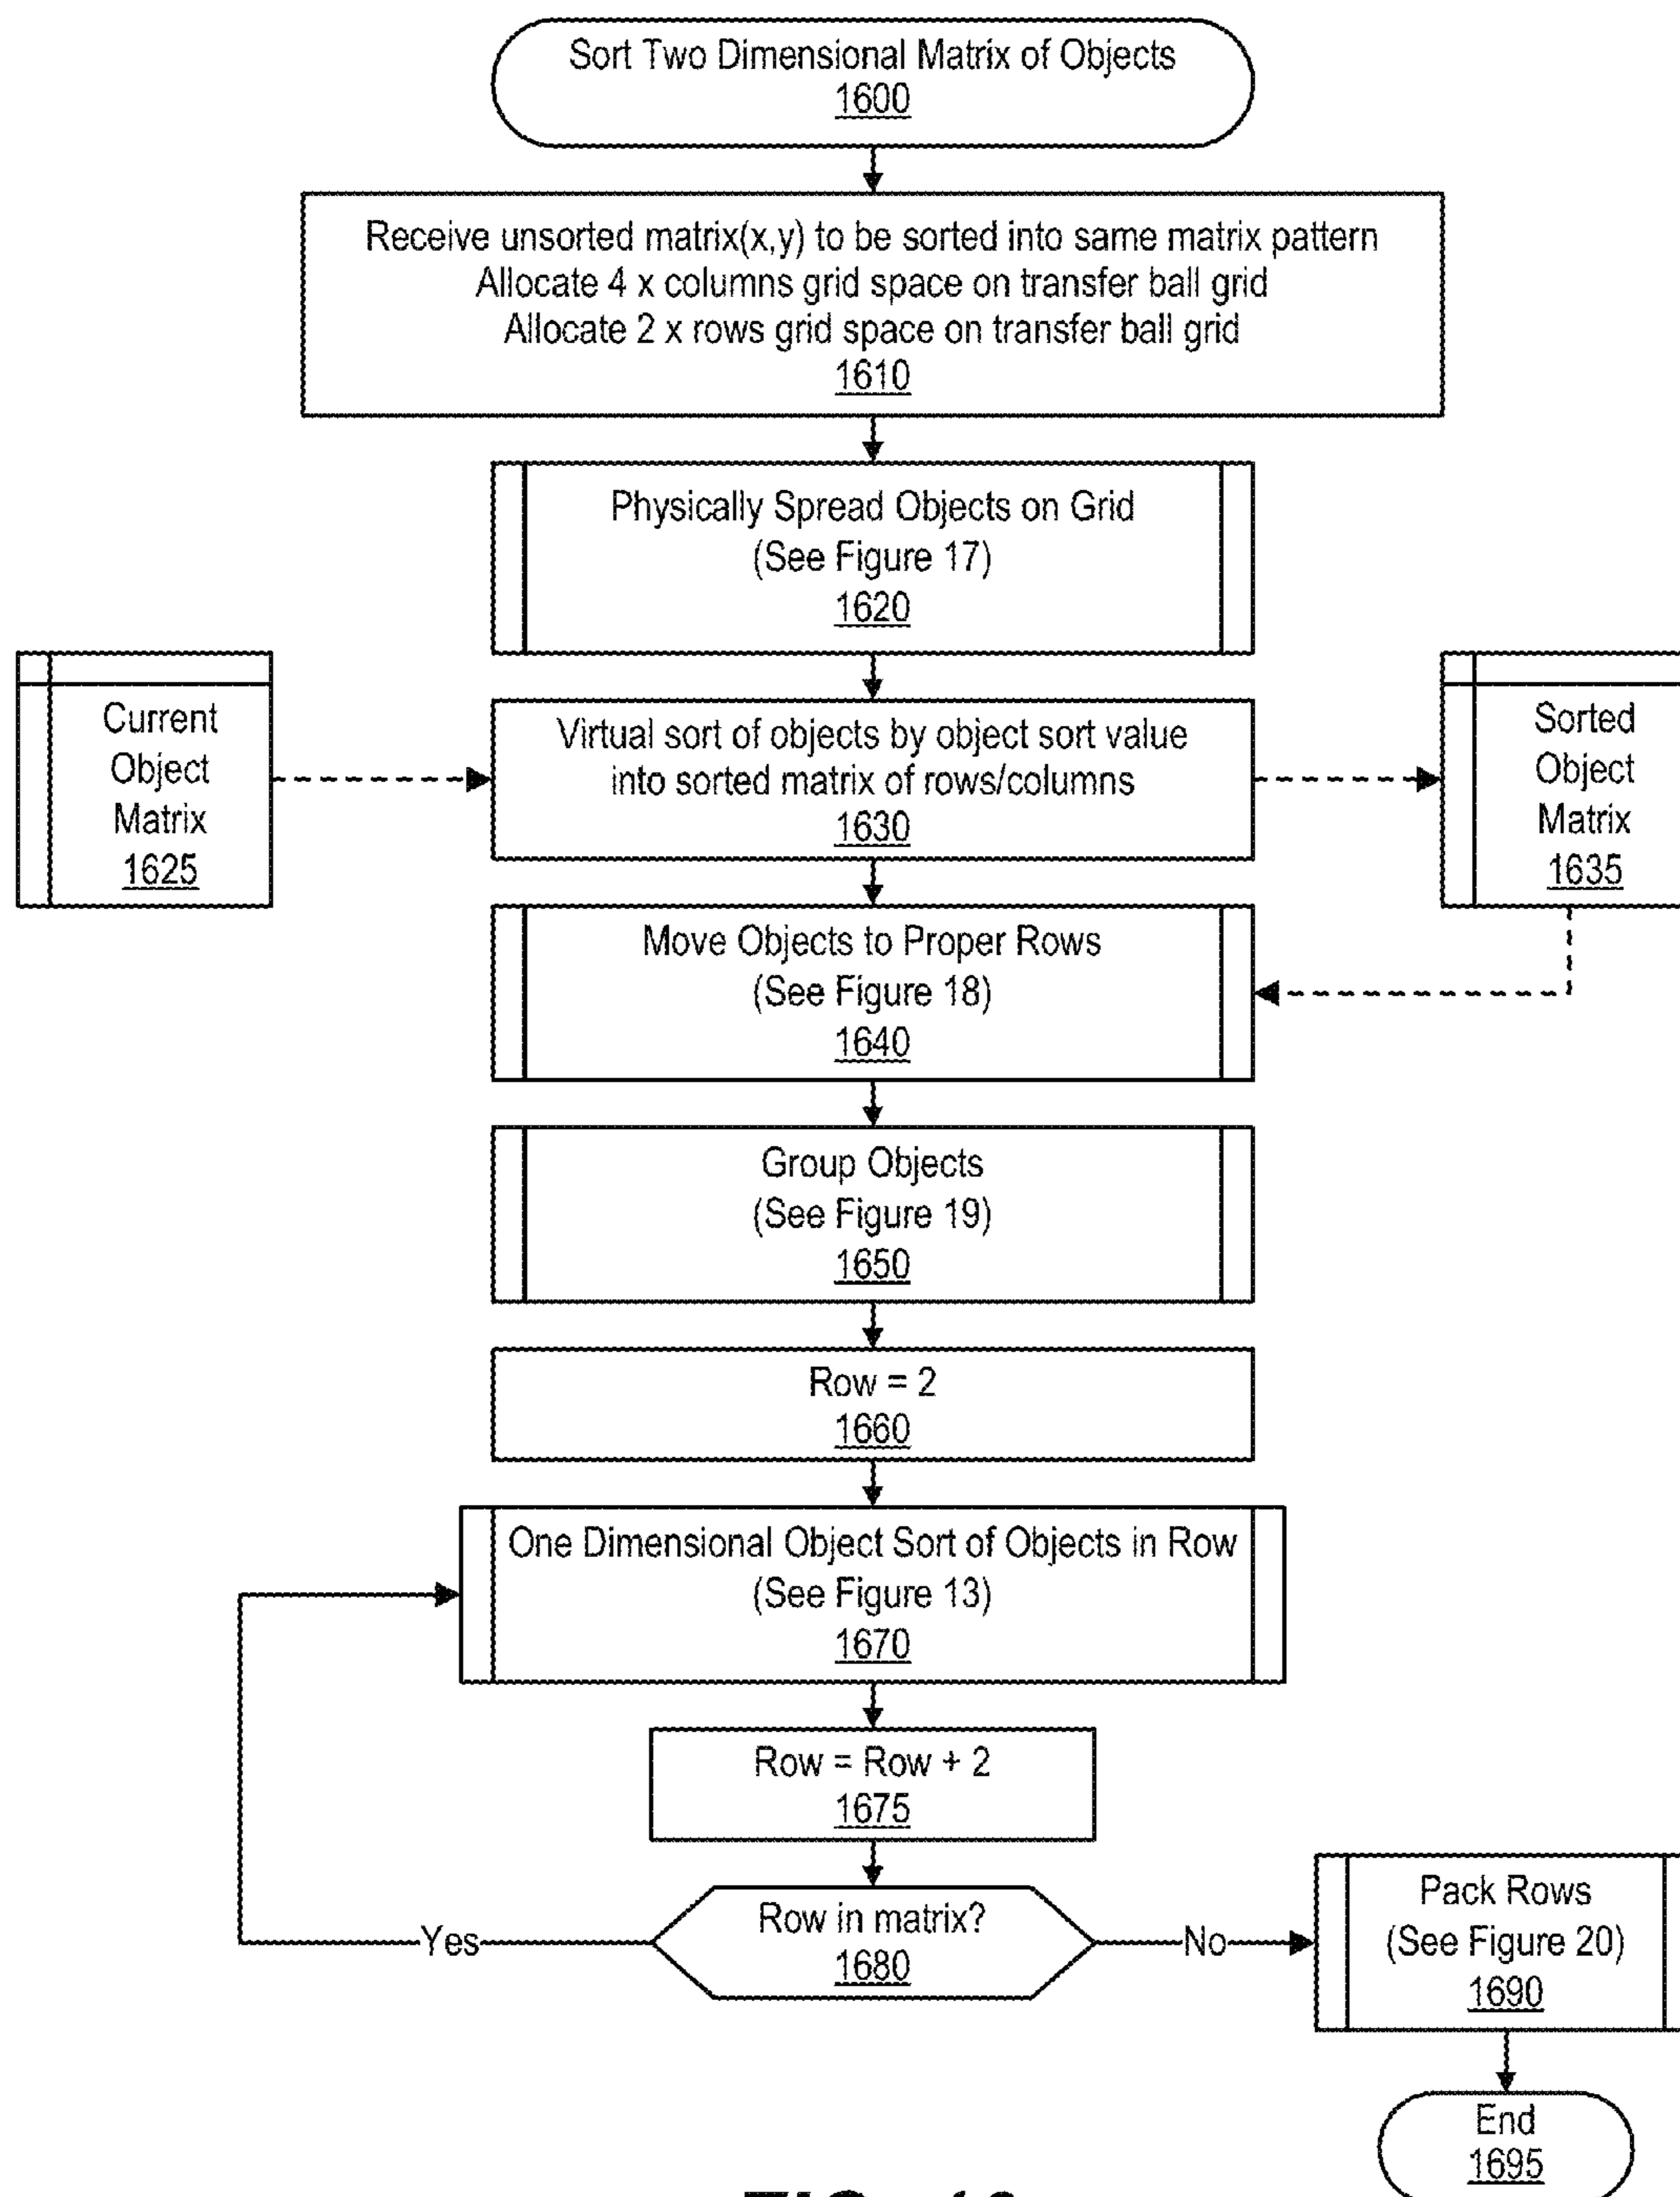 Sort Two Dimensional Matrix of Objects
1600
Receive unsorted matrix(x,y) to be sorted into same matrix pattern
Allocate 4 x columns grid space on transfer ball grid
Allocate 2 x rows grid space on transfer ball grid
1610
Physically Spread Objects on Grid
(See Figure 17)
1620
Current
Object
Matrix
1625
Virtual sort of objects by object sort value
into sorted matrix of rows/columns
1630
Sorted
Object
Matrix
1635
Move Objects to Proper Rows
(See Figure 18)
1640
Group Objects
(See Figure 19)
1650
Row = 2
1660
One Dimensional Object Sort of Objects in Row
(See Figure 13)
1670
Row = Row + 2
1675
Row in matrix?
1680
Yes
No
Pack Rows
(See Figure 20)
1690
End
1695